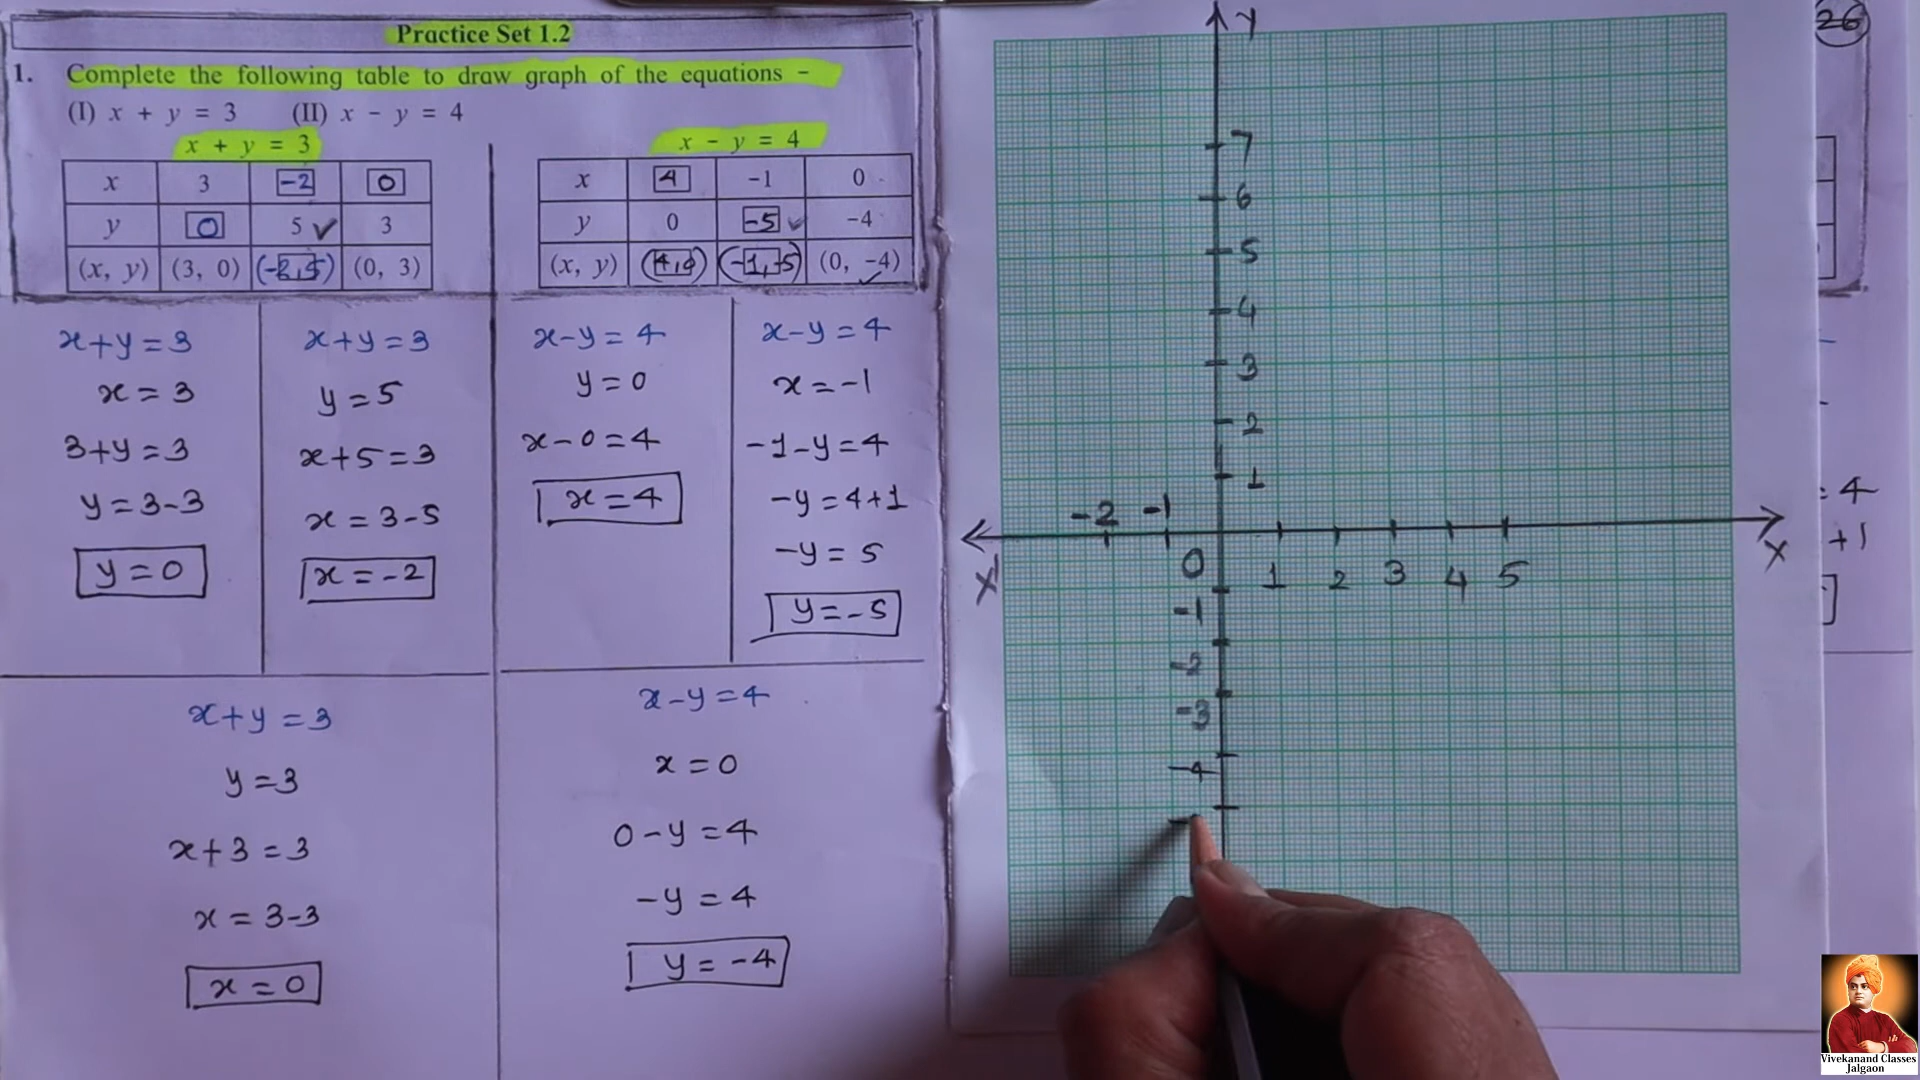 Practice Set 1.2
1. Complete the following table to draw graph of the equations -
(I) x + y = 3 (II) x - y = 4
x + y = 3
x 3 -2 0
y 0 5 ✓ 3
(x, y) (3, 0) (-2,5) (0, 3)
x - y = 4
x 4 -1 0
y 0 -5 ✓ -4
(x, y) (4,0) (-1,-5) (0, -4) ✓
x+y=3
x=3
3+y=3
y=3-3
y=0
x+y=3
y=5
x+5=3
x=3-5
x=-2
x-y=4
y=0
x-0=4
x=4
x-y=4
x=-1
-1-y=4
-y=4+1
-y=5
y=-5
x+y=3
y=3
x+3=3
x=3-3
x=0
x-y=4
x=0
0-y=4
-y=4
y=-4
Y
7
6
5
4
3
2
1
-2 -1
X' 0 1 2 3 4 5 X
-1
-2
-3
-4
26
=4
+1
Vivekanand Classes
Jalgaon